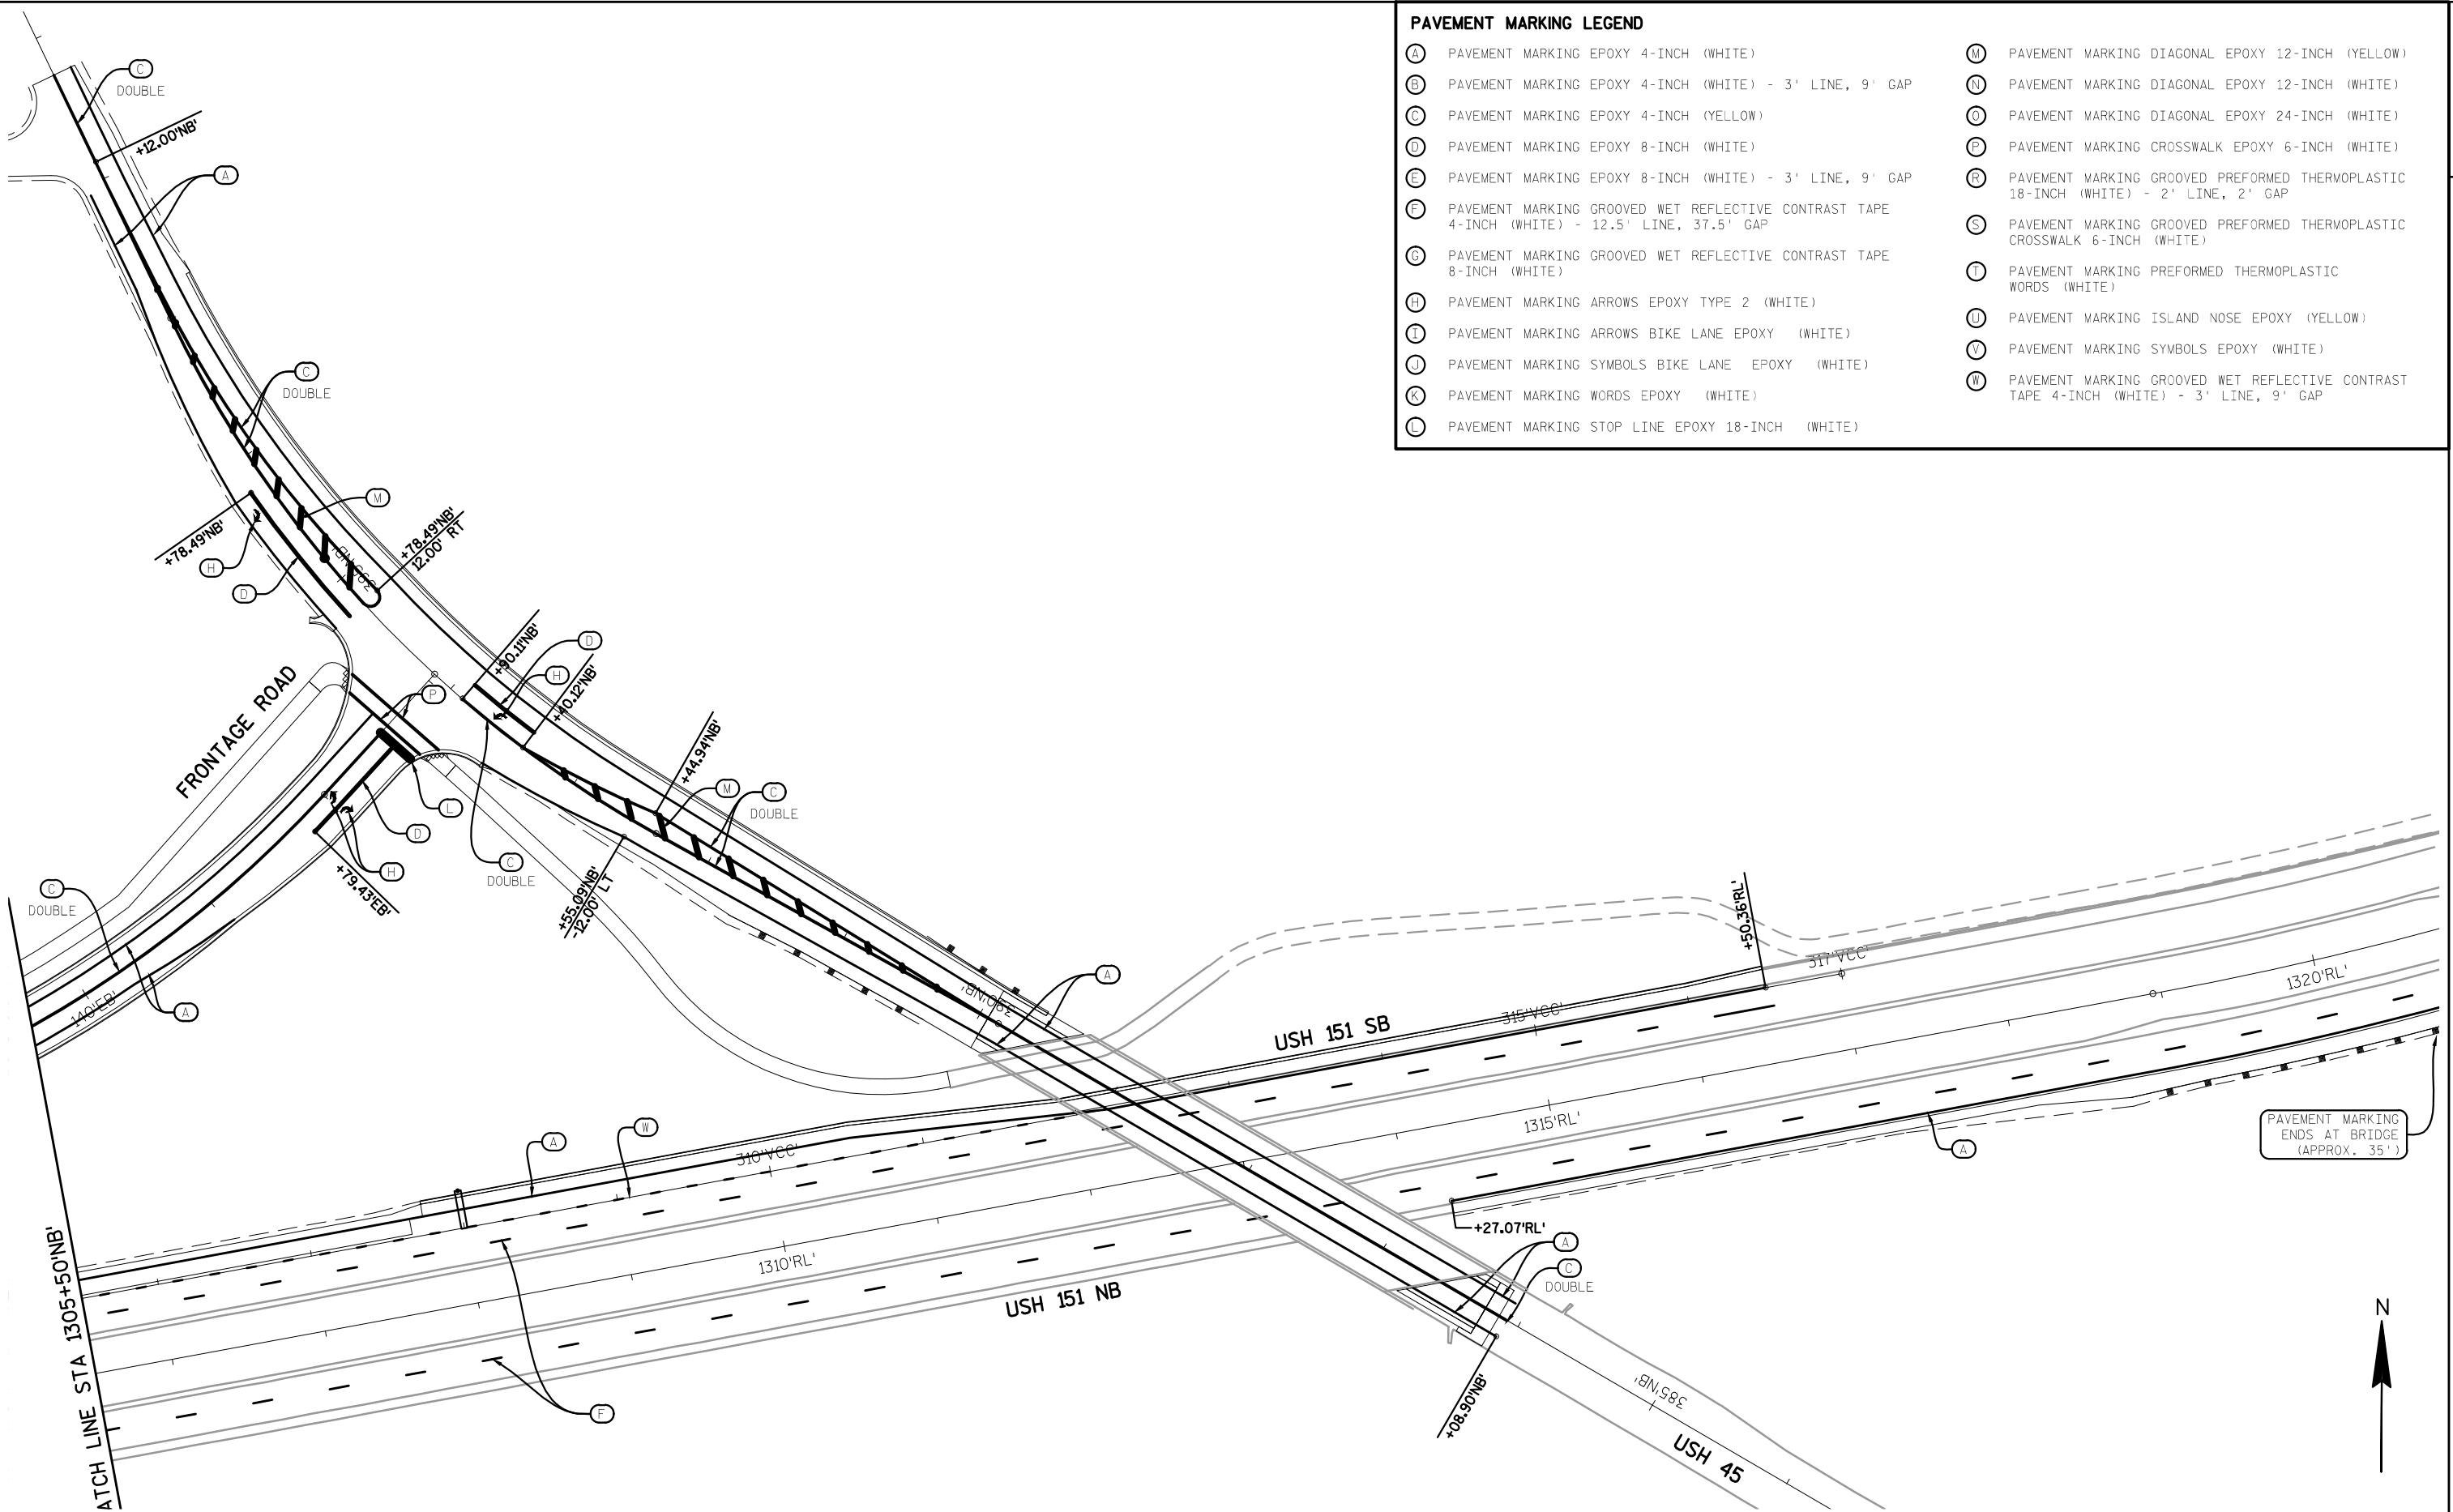 PAVEMENT MARKING LEGEND
A PAVEMENT MARKING EPOXY 4-INCH (WHITE)
B PAVEMENT MARKING EPOXY 4-INCH (WHITE) - 3' LINE, 9' GAP
C PAVEMENT MARKING EPOXY 4-INCH (YELLOW)
D PAVEMENT MARKING EPOXY 8-INCH (WHITE)
E PAVEMENT MARKING EPOXY 8-INCH (WHITE) - 3' LINE, 9' GAP
F PAVEMENT MARKING GROOVED WET REFLECTIVE CONTRAST TAPE
4-INCH (WHITE) - 12.5' LINE, 37.5' GAP
G PAVEMENT MARKING GROOVED WET REFLECTIVE CONTRAST TAPE
8-INCH (WHITE)
H PAVEMENT MARKING ARROWS EPOXY TYPE 2 (WHITE)
I PAVEMENT MARKING ARROWS BIKE LANE EPOXY (WHITE)
J PAVEMENT MARKING SYMBOLS BIKE LANE EPOXY (WHITE)
K PAVEMENT MARKING WORDS EPOXY (WHITE)
L PAVEMENT MARKING STOP LINE EPOXY 18-INCH (WHITE)
M PAVEMENT MARKING DIAGONAL EPOXY 12-INCH (YELLOW)
N PAVEMENT MARKING DIAGONAL EPOXY 12-INCH (WHITE)
O PAVEMENT MARKING DIAGONAL EPOXY 24-INCH (WHITE)
P PAVEMENT MARKING CROSSWALK EPOXY 6-INCH (WHITE)
R PAVEMENT MARKING GROOVED PREFORMED THERMOPLASTIC
18-INCH (WHITE) - 2' LINE, 2' GAP
S PAVEMENT MARKING GROOVED PREFORMED THERMOPLASTIC
CROSSWALK 6-INCH (WHITE)
T PAVEMENT MARKING PREFORMED THERMOPLASTIC
WORDS (WHITE)
U PAVEMENT MARKING ISLAND NOSE EPOXY (YELLOW)
V PAVEMENT MARKING SYMBOLS EPOXY (WHITE)
W PAVEMENT MARKING GROOVED WET REFLECTIVE CONTRAST
TAPE 4-INCH (WHITE) - 3' LINE, 9' GAP
C
DOUBLE
+12.00'NB'
A
C
DOUBLE
M
+78.49'NB'
+78.49'NB'
12.00' RT
H
D
+90.11'NB'
D
H
+40.12'NB'
FRONTAGE ROAD
P
+44.94'NB'
M
C
DOUBLE
L
D
H
C
DOUBLE
+79.43'EB'
C
DOUBLE
+55.09'NB'
-12.00' LT
+50.36'RL'
140'EB'
A
A
390'NB'
317'VCC'
1320'RL'
315'VCC'
USH 151 SB
1315'RL'
A
W
310'VCC'
A
PAVEMENT MARKING
ENDS AT BRIDGE
(APPROX. 35')
+27.07'RL'
1310'RL'
A
C
DOUBLE
USH 151 NB
N
F
+08.90'NB'
385'NB'
USH 45
ATCH LINE STA 1305+50'NB'